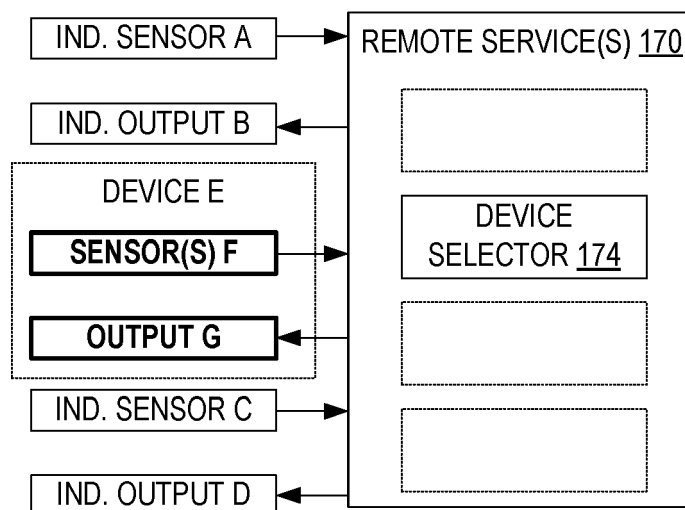 IND. SENSOR A
REMOTE SERVICE(S) 170
IND. OUTPUT B
DEVICE E
SENSOR(S) F
OUTPUT G
DEVICE
SELECTOR 174
IND. SENSOR C
IND. OUTPUT D